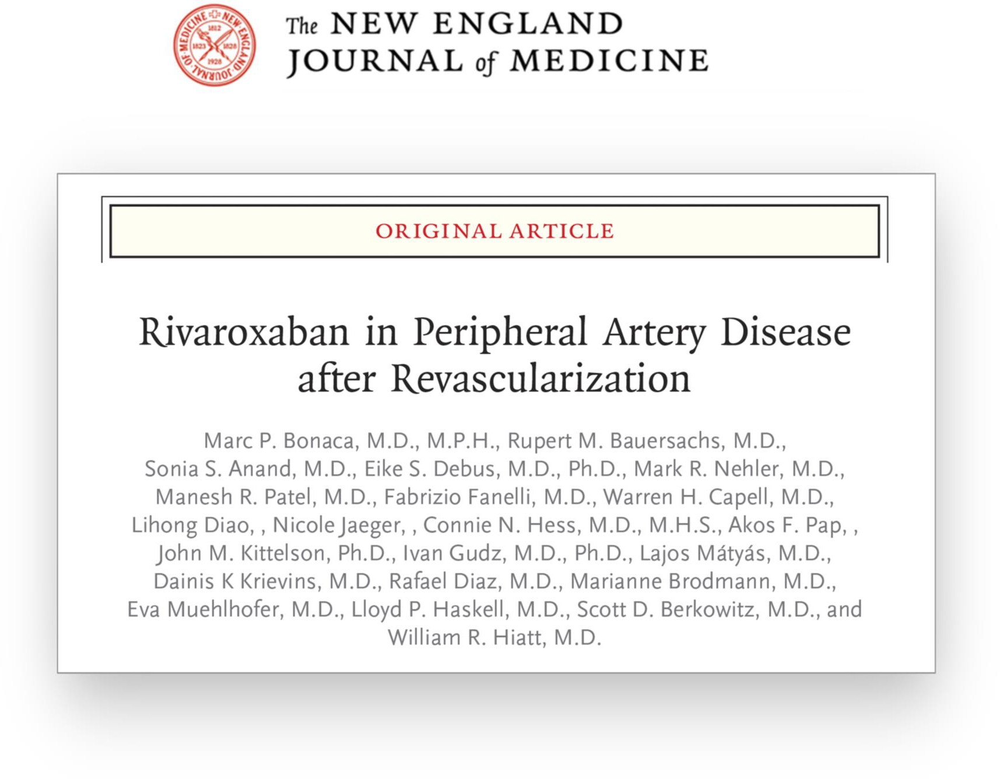 The NEW ENGLAND
JOURNAL of MEDICINE
NEW ENGLAND JOURNAL OF MEDICINE
1812
1823 1828
1928
ORIGINAL ARTICLE
Rivaroxaban in Peripheral Artery Disease
after Revascularization
Marc P. Bonaca, M.D., M.P.H., Rupert M. Bauersachs, M.D.,
Sonia S. Anand, M.D., Eike S. Debus, M.D., Ph.D., Mark R. Nehler, M.D.,
Manesh R. Patel, M.D., Fabrizio Fanelli, M.D., Warren H. Capell, M.D.,
Lihong Diao, , Nicole Jaeger, , Connie N. Hess, M.D., M.H.S., Akos F. Pap, ,
John M. Kittelson, Ph.D., Ivan Gudz, M.D., Ph.D., Lajos Mátyás, M.D.,
Dainis K Krievins, M.D., Rafael Diaz, M.D., Marianne Brodmann, M.D.,
Eva Muehlhofer, M.D., Lloyd P. Haskell, M.D., Scott D. Berkowitz, M.D., and
William R. Hiatt, M.D.